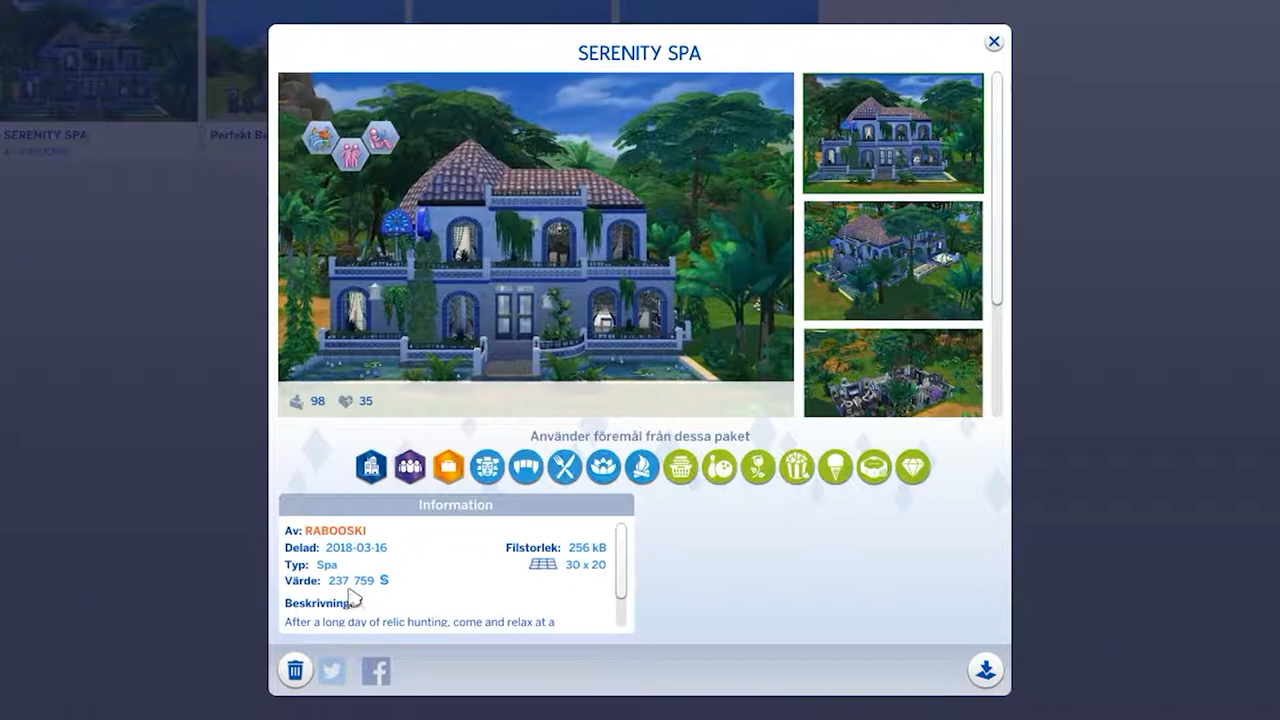 SERENITY SPA
SERENITY SPA
Perfekt Ba
98
35
Använder föremål från dessa paket
Information
Av: RABOOSKI
Delad: 2018-03-16
Filstorlek: 256 kB
Typ: Spa
30 x 20
Värde: 237 759 S
Beskrivning
After a long day of relic hunting, come and relax at a